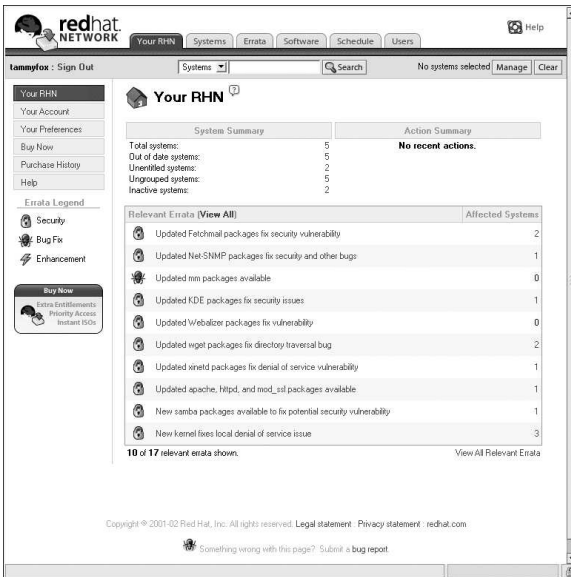 redhat.
NETWORK
Your RHN
Systems
Errata
Software
Schedule
Users
Help
tammyfox : Sign Out
Systems
Search
No systems selected
Manage
Clear
Your RHN
Your Account
Your Preferences
Buy Now
Purchase History
Help
Errata Legend
Security
Bug Fix
Enhancement
Buy Now
Extra Entitlements
Priority Access
Instant ISOs
Your RHN ?
System Summary
Total systems: 5
Out of date systems: 5
Unentitled systems: 2
Ungrouped systems: 5
Inactive systems: 2
Action Summary
No recent actions.
Relevant Errata (View All) Affected Systems
Updated Fetchmail packages fix security vulnerability 2
Updated Net-SNMP packages fix security and other bugs 1
Updated mm packages available 0
Updated KDE packages fix security issues 1
Updated Webalizer packages fix vulnerability 0
Updated wget packages fix directory traversal bug 2
Updated xinetd packages fix denial of service vulnerability 1
Updated apache, httpd, and mod_ssl packages available 1
New samba packages available to fix potential security vulnerability 1
New kernel fixes local denial of service issue 3
10 of 17 relevant errata shown. View All Relevant Errata
Copyright © 2001-02 Red Hat, Inc. All rights reserved. Legal statement : Privacy statement : redhat.com
Something wrong with this page? Submit a bug report.